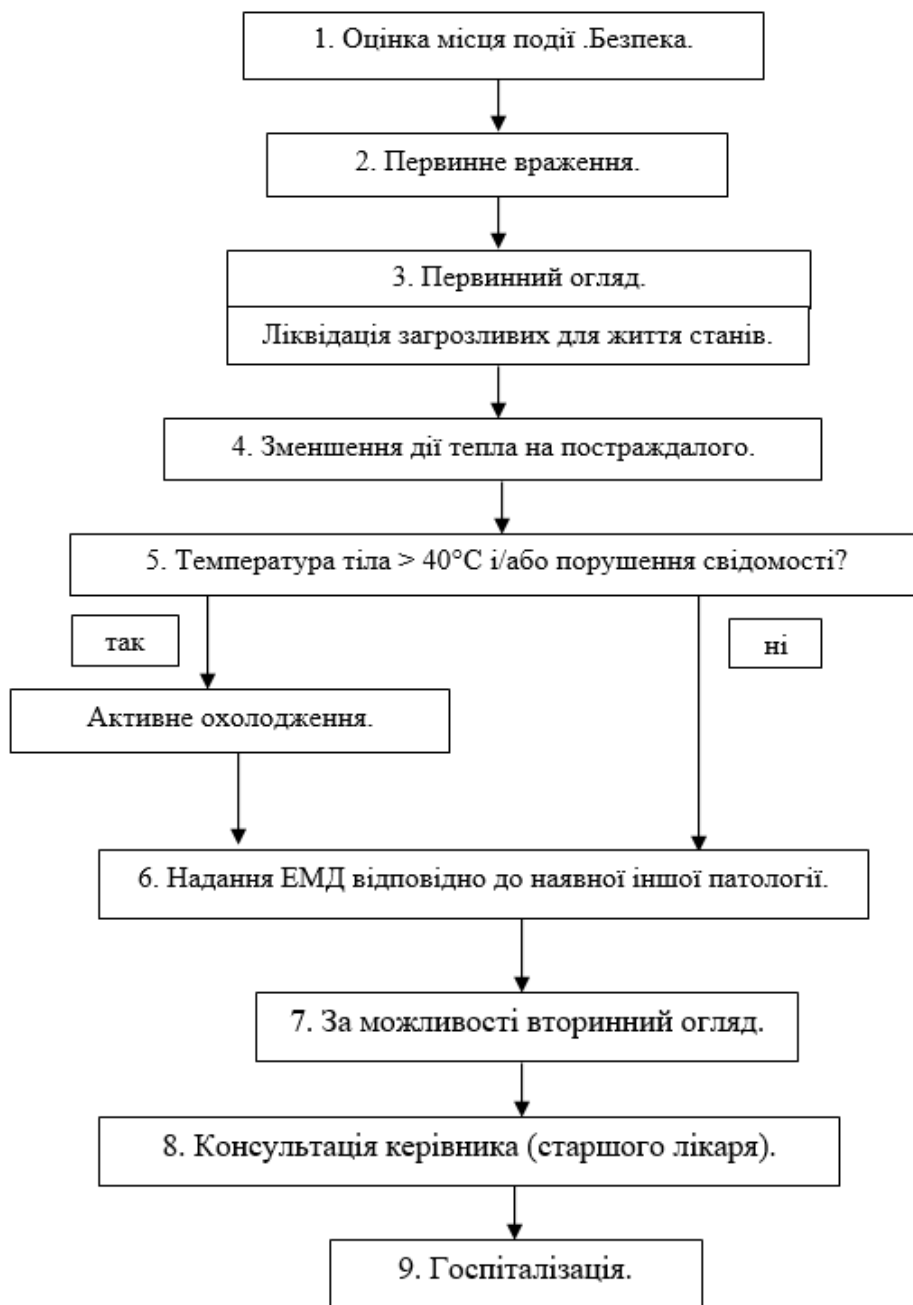 1. Оцінка місця події .Безпека.
2. Первинне враження.
3. Первинний огляд.
Ліквідація загрозливих для життя станів.
4. Зменшення дії тепла на постраждалого.
5. Температура тіла > 40°С і/або порушення свідомості?
так
ні
Активне охолодження.
6. Надання ЕМД відповідно до наявної іншої патології.
7. За можливості вторинний огляд.
8. Консультація керівника (старшого лікаря).
9. Госпіталізація.